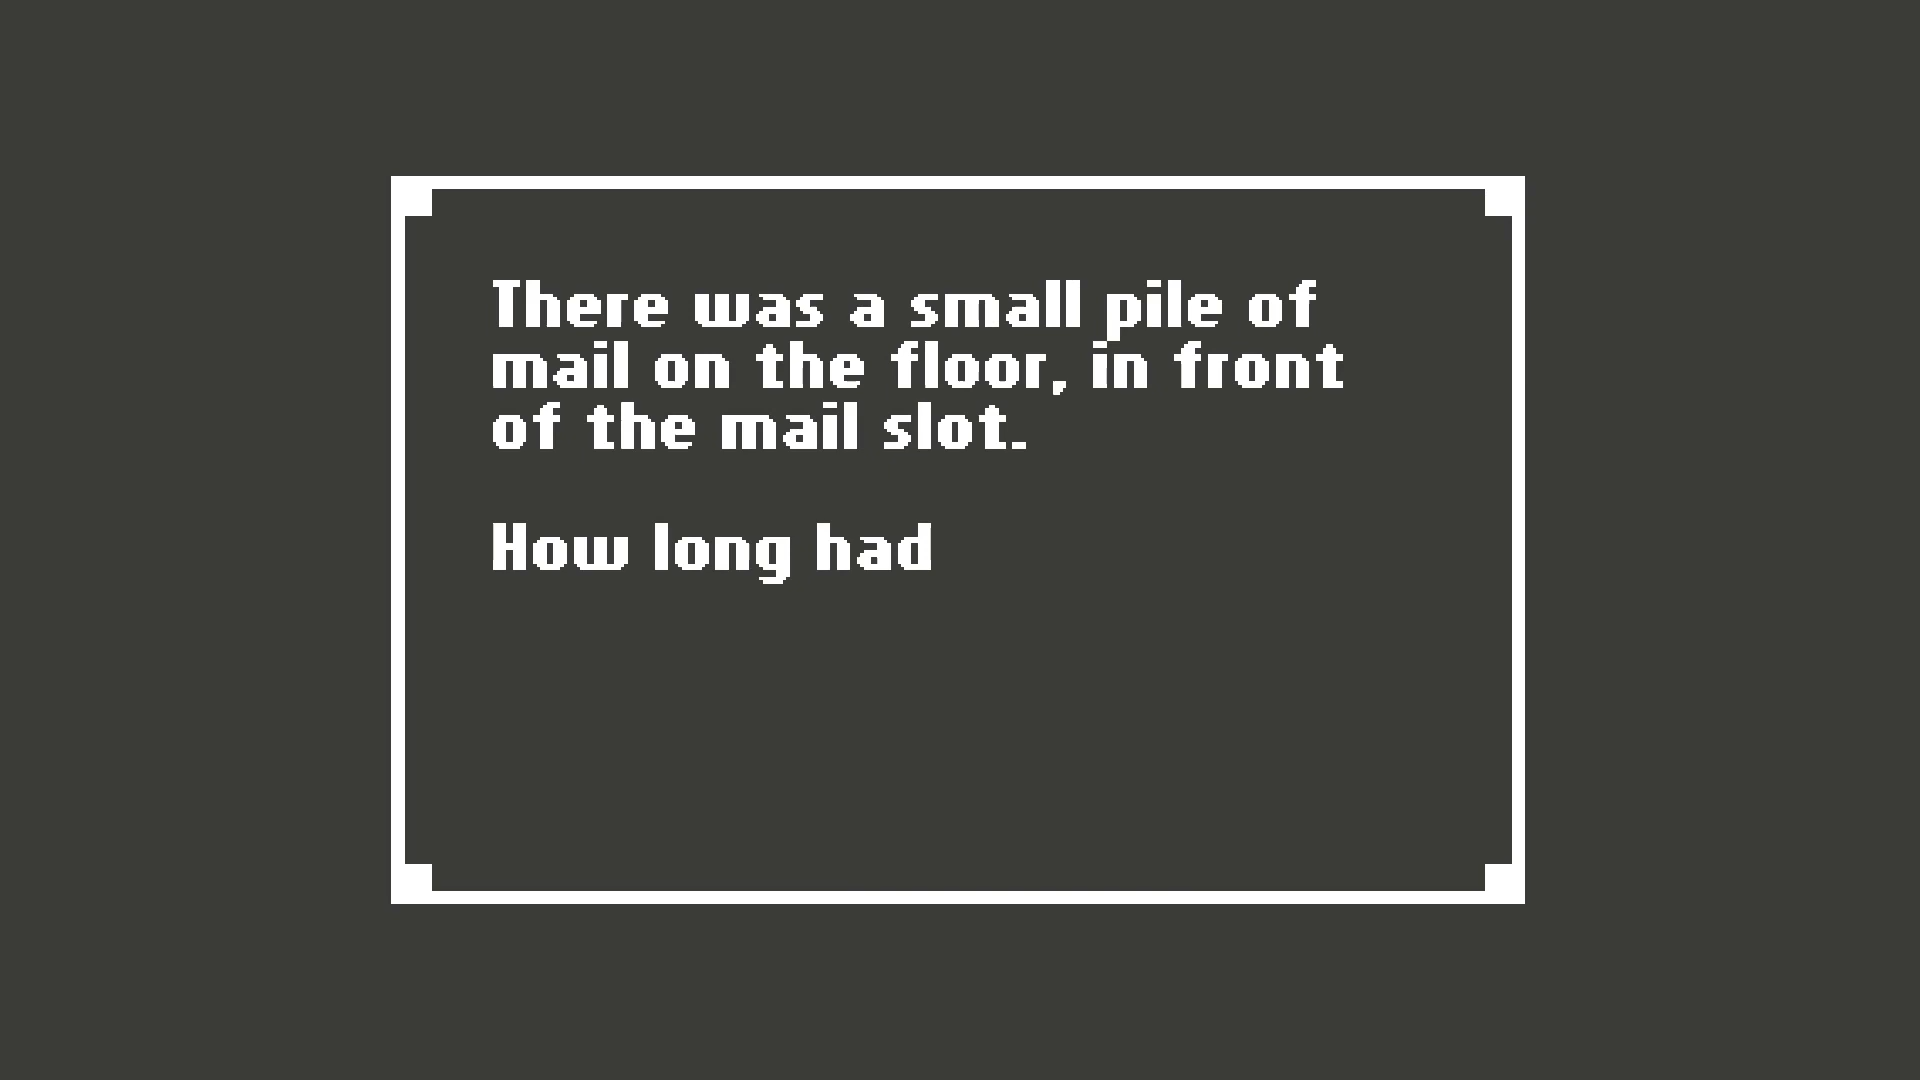 There was a small pile of
mail on the floor, in front
of the mail slot.
How long had